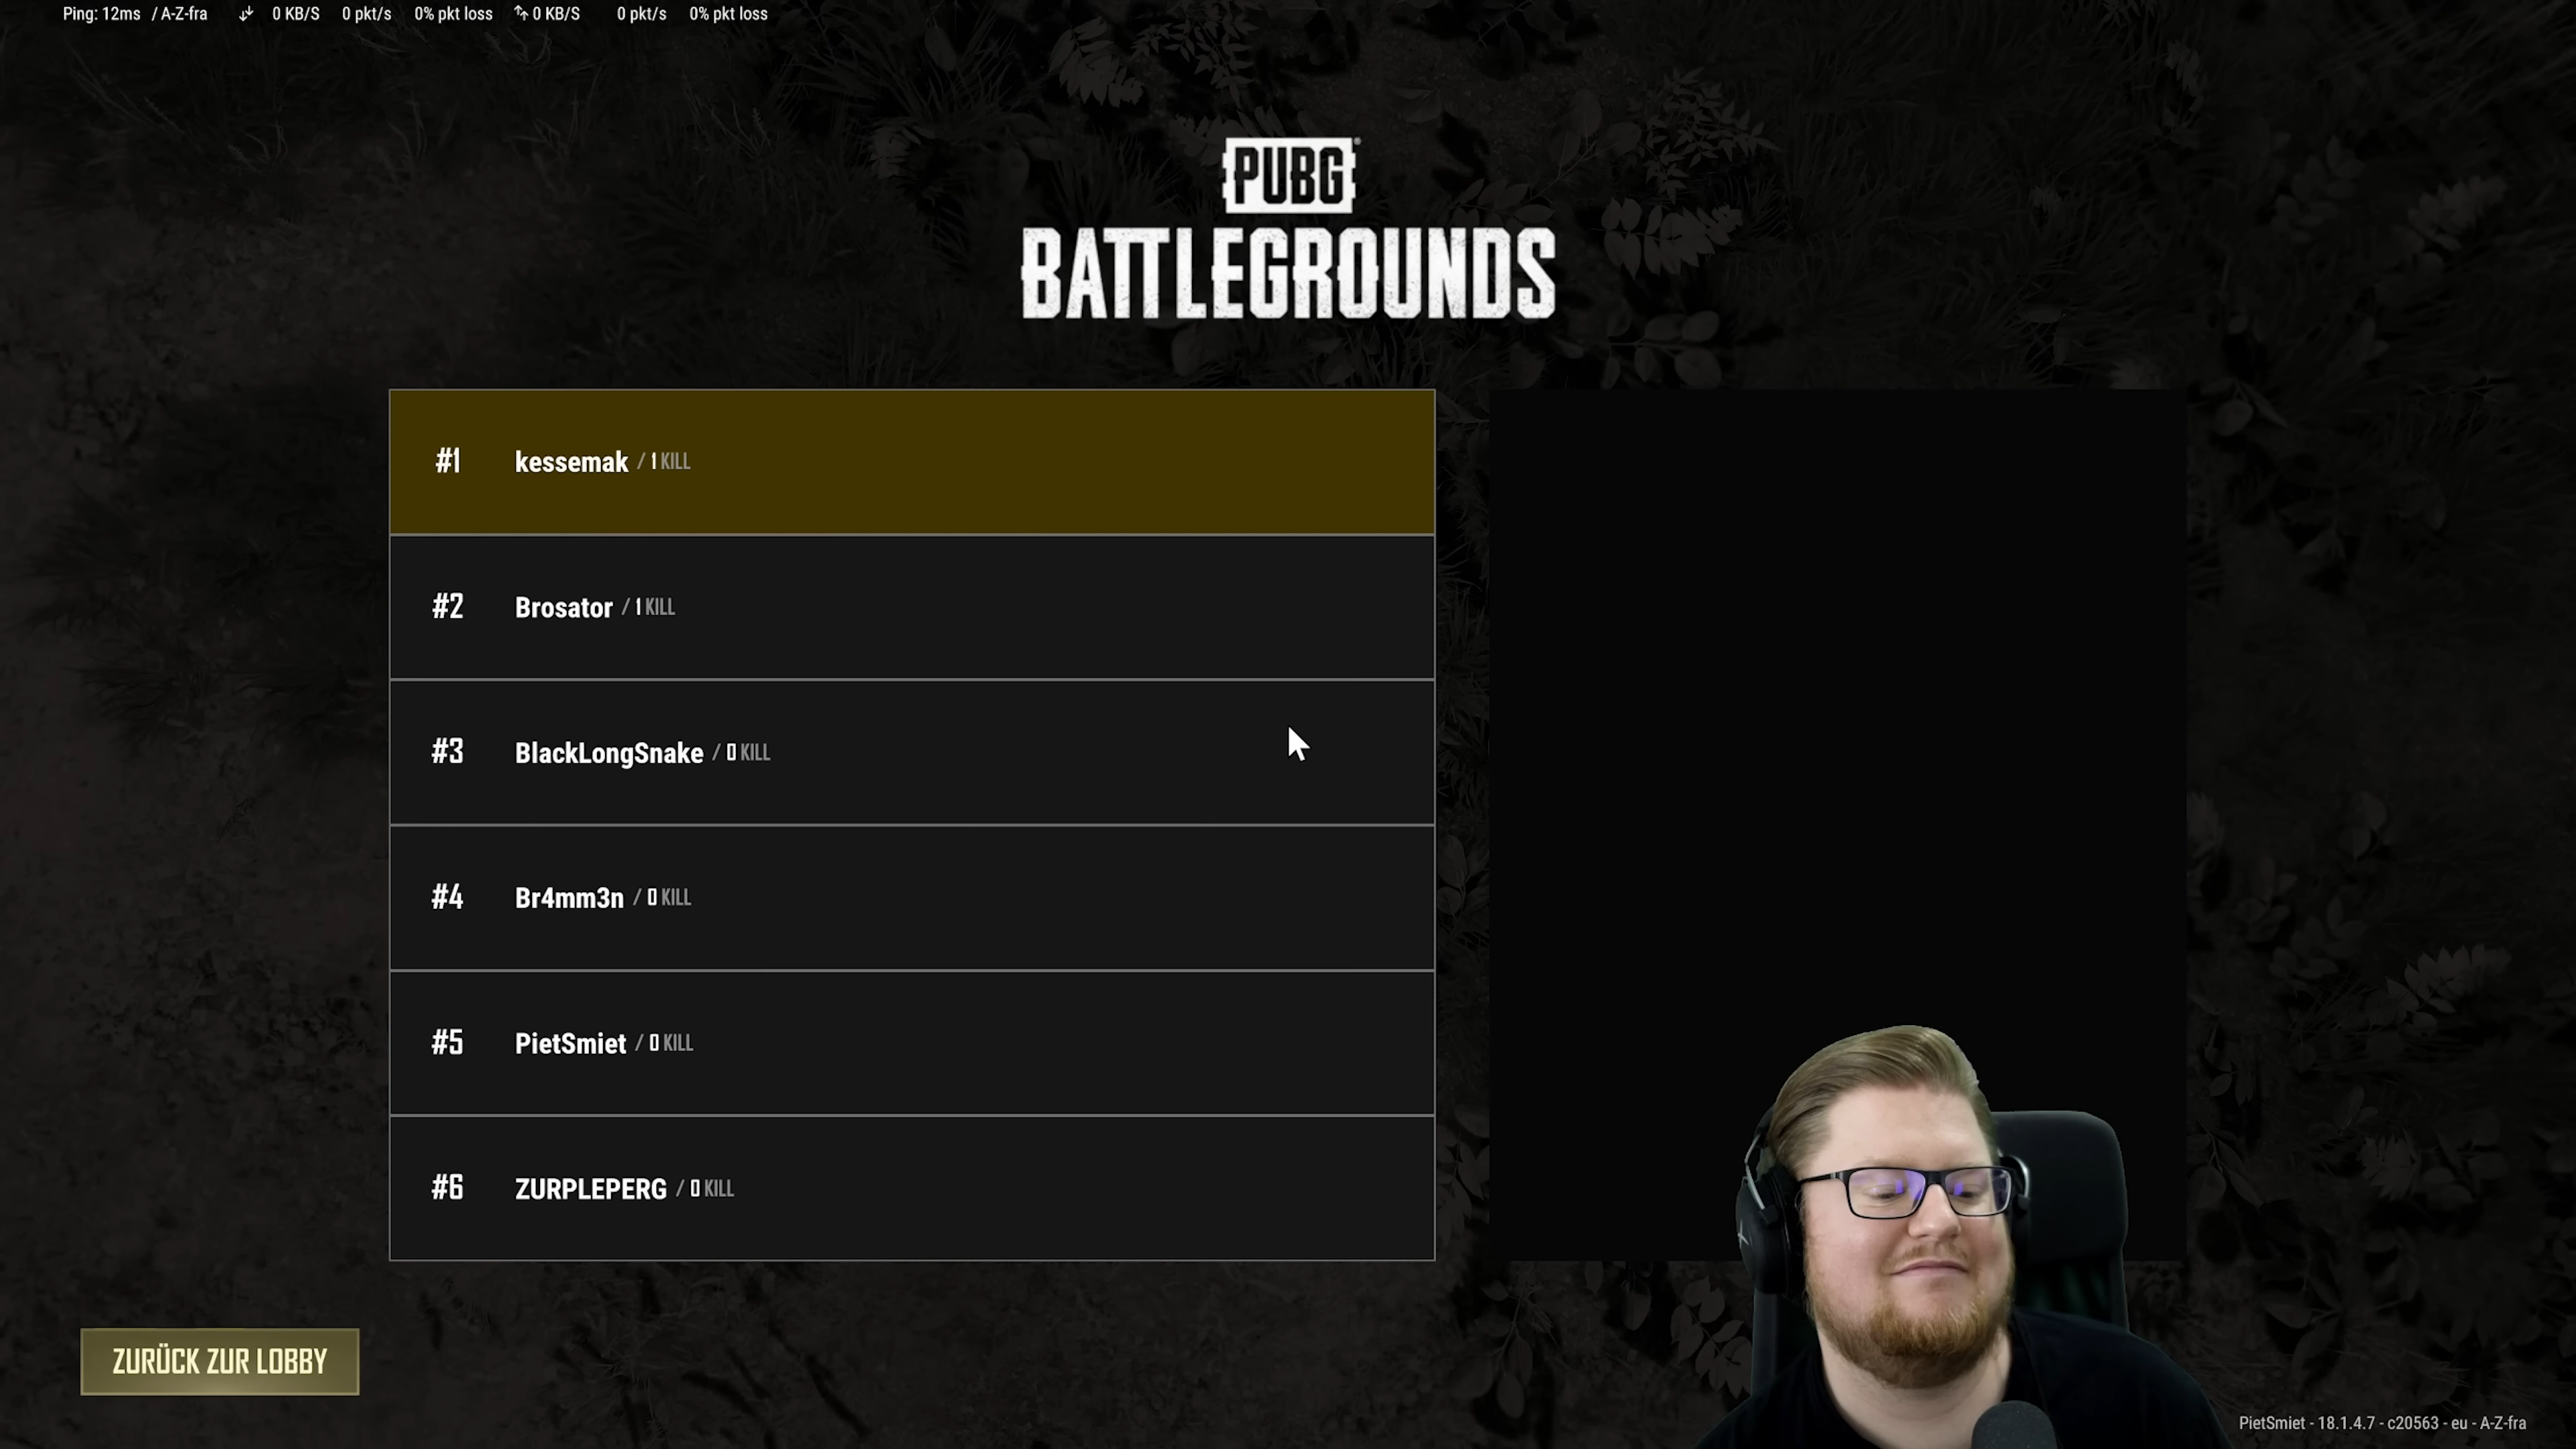 Ping: 12ms / A-Z-fra 0 KB/S 0 pkt/s 0% pkt loss 0 KB/S 0 pkt/s 0% pkt loss
PUBG
BATTLEGROUNDS
#1 kessemak / 1 KILL
#2 Brosator / 1 KILL
#3 BlackLongSnake / 0 KILL
#4 Br4mm3n / 0 KILL
#5 PietSmiet / 0 KILL
#6 ZURPLEPERG / 0 KILL
ZURÜCK ZUR LOBBY
PietSmiet - 18.1.4.7 - c20563 - eu - A-Z-fra